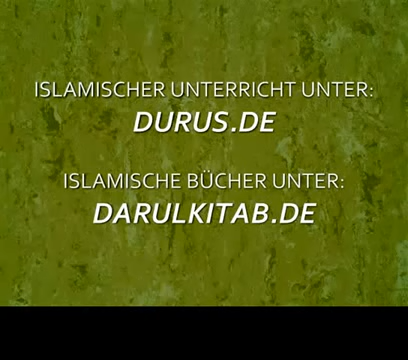 ISLAMISCHER UNTERRICHT UNTER:
DURUS.DE
ISLAMISCHE BÜCHER UNTER:
DARULKITAB.DE